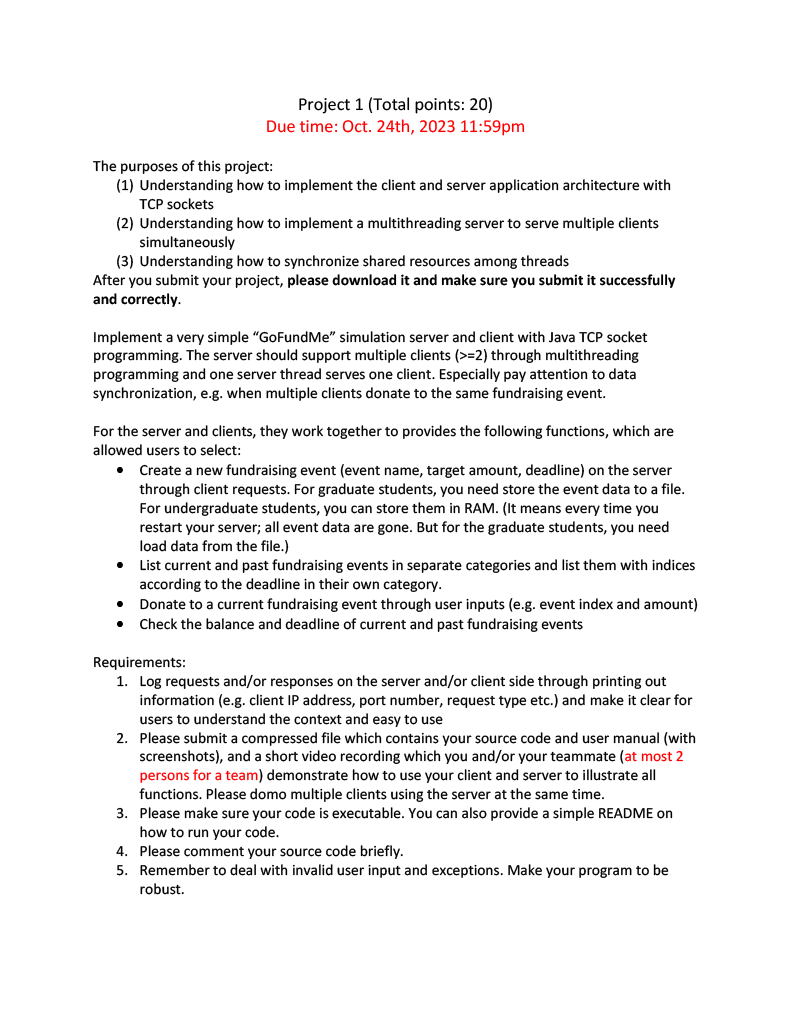 Project 1 (Total points: 20)
Due time: Oct. 24th, 2023 11:59pm
The purposes of this project:
(1) Understanding how to implement the client and server application architecture with
TCP sockets
(2) Understanding how to implement a multithreading server to serve multiple clients
simultaneously
(3) Understanding how to synchronize shared resources among threads
After you submit your project, please download it and make sure you submit it successfully
and correctly.
Implement a very simple “GoFundMe” simulation server and client with Java TCP socket
programming. The server should support multiple clients (>=2) through multithreading
programming and one server thread serves one client. Especially pay attention to data
synchronization, e.g. when multiple clients donate to the same fundraising event.
For the server and clients, they work together to provides the following functions, which are
allowed users to select:
• Create a new fundraising event (event name, target amount, deadline) on the server
through client requests. For graduate students, you need store the event data to a file.
For undergraduate students, you can store them in RAM. (It means every time you
restart your server; all event data are gone. But for the graduate students, you need
load data from the file.)
• List current and past fundraising events in separate categories and list them with indices
according to the deadline in their own category.
• Donate to a current fundraising event through user inputs (e.g. event index and amount)
• Check the balance and deadline of current and past fundraising events
Requirements:
1. Log requests and/or responses on the server and/or client side through printing out
information (e.g. client IP address, port number, request type etc.) and make it clear for
users to understand the context and easy to use
2. Please submit a compressed file which contains your source code and user manual (with
screenshots), and a short video recording which you and/or your teammate (at most 2
persons for a team) demonstrate how to use your client and server to illustrate all
functions. Please domo multiple clients using the server at the same time.
3. Please make sure your code is executable. You can also provide a simple README on
how to run your code.
4. Please comment your source code briefly.
5. Remember to deal with invalid user input and exceptions. Make your program to be
robust.